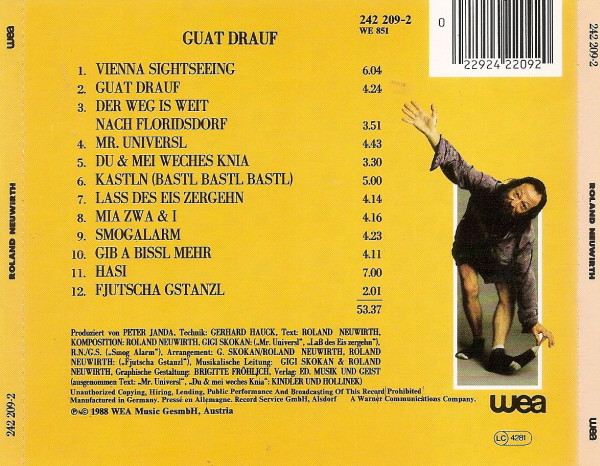 wea
ROLAND NEUWIRTH
242 209-2
GUAT DRAUF
242 209-2
WE 851
0
22924 22092
1. VIENNA SIGHTSEEING 6.04
2. GUAT DRAUF 4.24
3. DER WEG IS WEIT
NACH FLORIDSDORF 3.51
4. MR. UNIVERSL 4.43
5. DU & MEI WECHES KNIA 3.30
6. KASTLN (BASTL BASTL BASTL) 5.00
7. LASS DES EIS ZERGEHN 4.14
8. MIA ZWA & I 4.16
9. SMOGALARM 4.23
10. GIB A BISSL MEHR 4.11
11. HASI 7.00
12. FJUTSCHA GSTANZL 2.01
53.37
Produziert von PETER JANDA, Technik: GERHARD HAUCK, Text: ROLAND NEUWIRTH,
KOMPOSITION: ROLAND NEUWIRTH, GIGI SKOKAN: („Mr. Universl", „Laß des Eis zergehn"),
R.N./G.S. („Smog Alarm"), Arrangement: G. SKOKAN/ROLAND NEUWIRTH, ROLAND
NEUWIRTH: („Fjutscha Gstanzl"), Musikalische Leitung: GIGI SKOKAN & ROLAND
NEUWIRTH, Graphische Gestaltung: BRIGITTE FRÖHLICH, Verlag: ED. MUSIK UND GEIST
(ausgenommen Text: „Mr. Universl", „Du & mei weches Knia": KINDLER UND HOLLINEK)
Unauthorized Copying, Hiring, Lending, Public Performance And Broadcasting Of This Record Prohibited
Manufactured in Germany. Pressé en Allemagne. Record Service GmbH, Alsdorf A Warner Communications Company.
℗ © 1988 WEA Music GesmbH, Austria
wea
LC 4281
242 209-2
ROLAND NEUWIRTH
wea